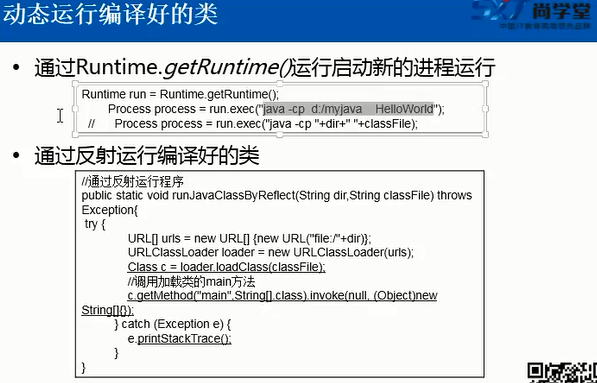 动态运行编译好的类
尚学堂
• 通过Runtime.getRuntime()运行启动新的进程运行
Runtime run = Runtime.getRuntime();
Process process = run.exec("java -cp  d:/myjava    HelloWorld");
//      Process process = run.exec("java -cp "+dir+" "+classFile);
• 通过反射运行编译好的类
//通过反射运行程序
public static void runJavaClassByReflect(String dir,String classFile) throws
Exception{
try {
URL[] urls = new URL[] {new URL("file:/"+dir)};
URLClassLoader loader = new URLClassLoader(urls);
Class c = loader.loadClass(classFile);
//调用加载类的main方法
c.getMethod("main",String[].class).invoke(null, (Object)new
String[]{});
} catch (Exception e) {
e.printStackTrace();
}
}